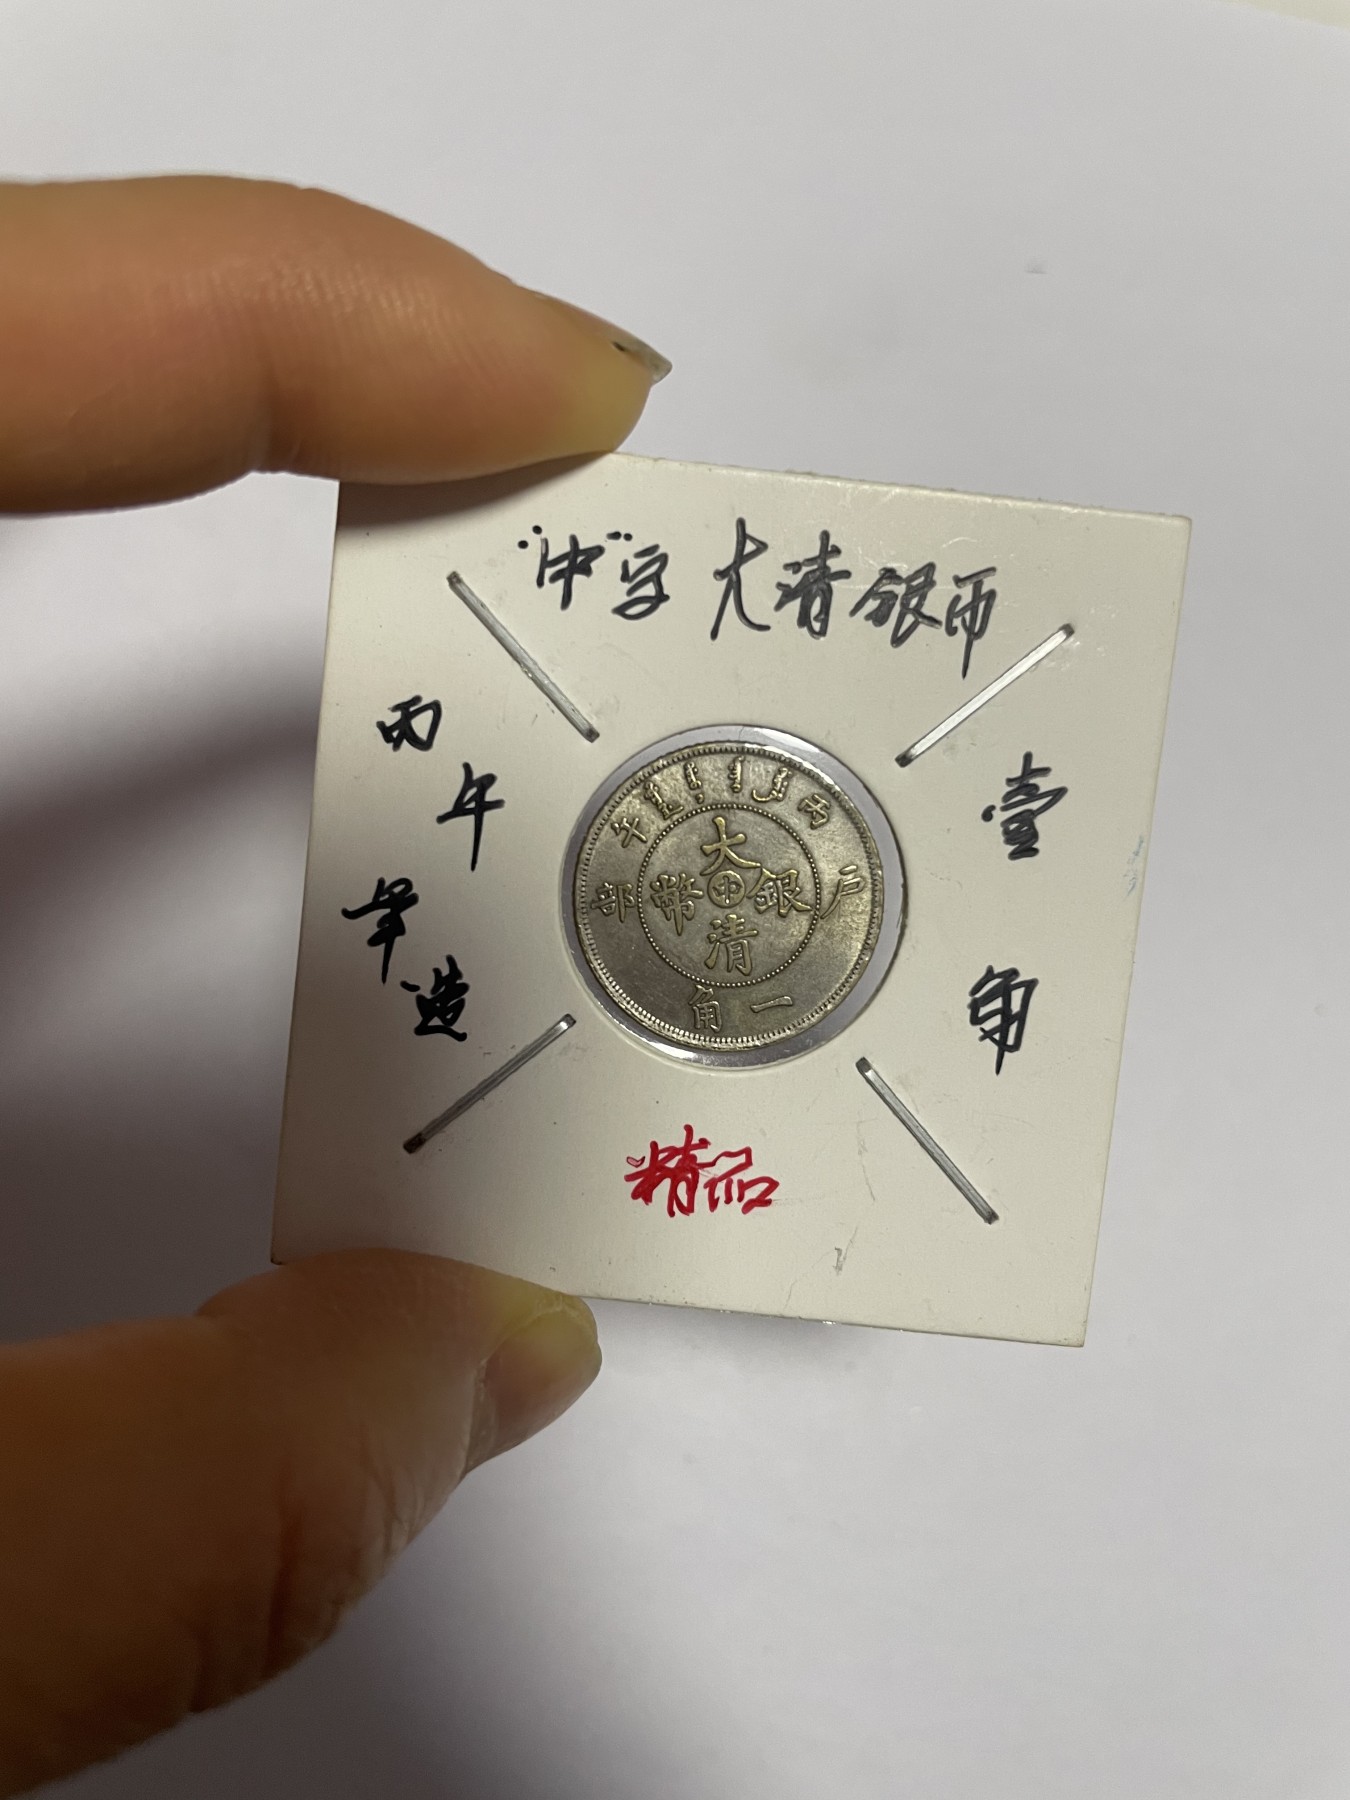 "中"字 大清银币
丙午年造
壹角
精品
午 丙
部 户
大清銀幣
中
一角